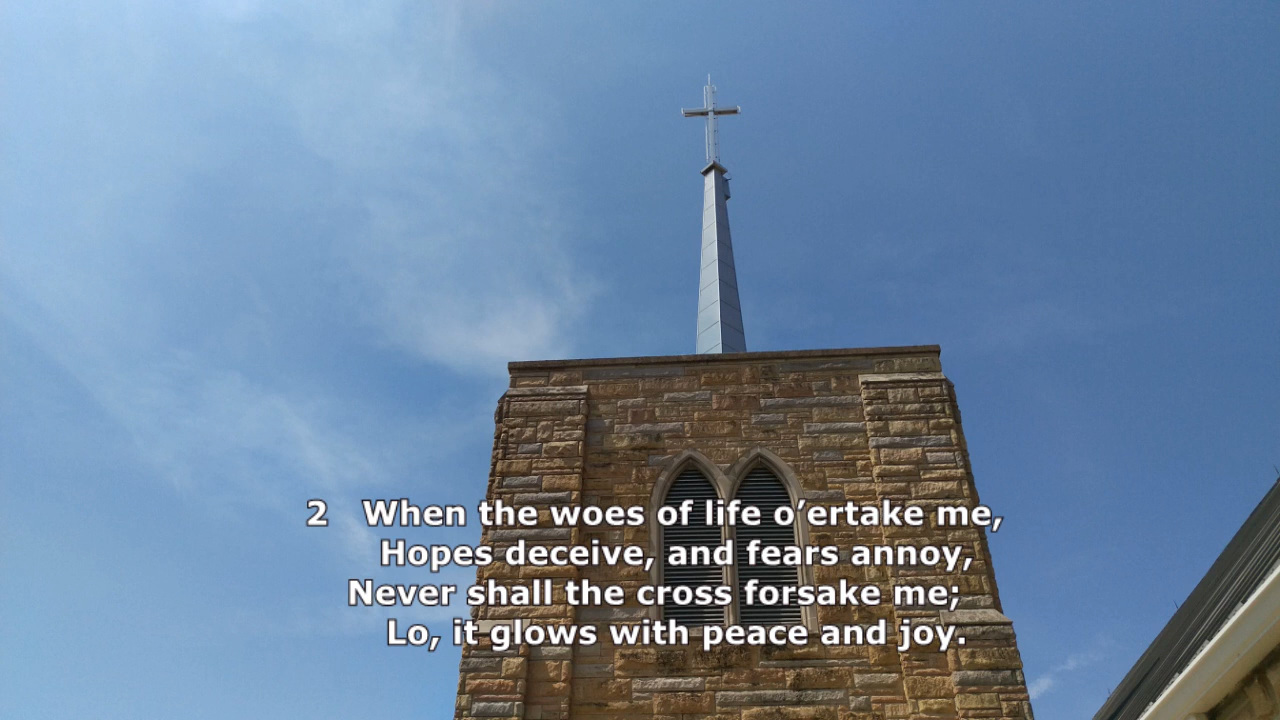 2 When the woes of life o’ertake me,
Hopes deceive, and fears annoy,
Never shall the cross forsake me;
Lo, it glows with peace and joy.